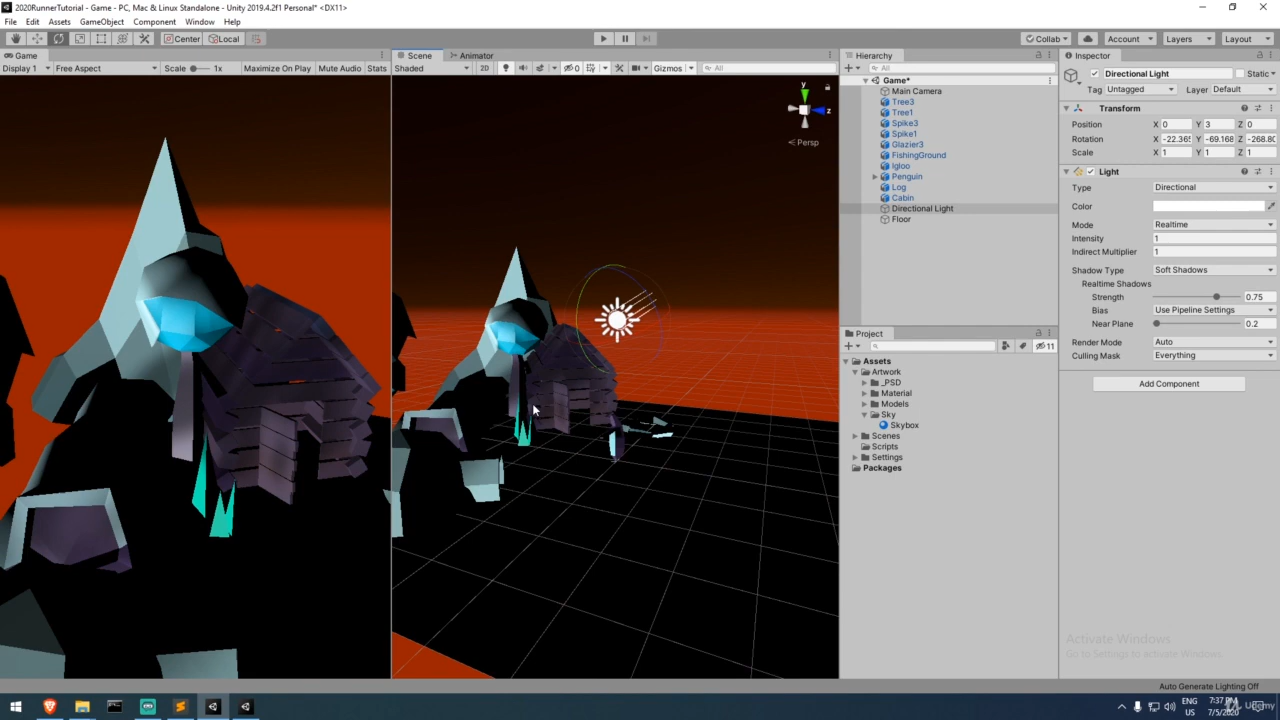 2020RunnerTutorial - Game - PC, Mac & Linux Standalone - Unity 2019.4.2f1 Personal* <DX11>
File Edit Assets GameObject Component Window Help
Center Local Collab Account Layers Layout
Game Scene Animator Hierarchy Inspector
Display 1 Free Aspect Scale 1x Maximize On Play Mute Audio Stats
Shaded 2D 0 Gizmos All
All
Game*
Main Camera
Tree3
Tree1
Spike3
Spike1
Glazier3
FishingGround
Igloo
Penguin
Log
Cabin
Directional Light
Floor
y
z
Persp
Project
11
Assets
Artwork
_PSD
Material
Models
Sky
Skybox
Scenes
Scripts
Settings
Packages
Directional Light Static
Tag Untagged Layer Default
Transform
Position X 0 Y 3 Z 0
Rotation X -22.365 Y -69.168 Z -268.80
Scale X 1 Y 1 Z 1
Light
Type Directional
Color
Mode Realtime
Intensity 1
Indirect Multiplier 1
Shadow Type Soft Shadows
Realtime Shadows
Strength 0.75
Bias Use Pipeline Settings
Near Plane 0.2
Render Mode Auto
Culling Mask Everything
Add Component
Activate Windows
Go to Settings to activate Windows.
Auto Generate Lighting Off
ENG
US
7:37 PM
7/5/2020
Udemy